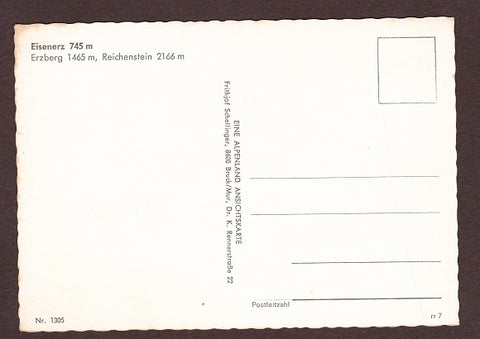 Eisenerz 745 m
Erzberg 1465 m, Reichenstein 2166 m
EINE ALPENLAND ANSICHTSKARTE
Frithjof Schellinger, 8600 Bruck/Mur, Dr. K. Rennerstraße 22
Postleitzahl
Nr. 1305
rr 7